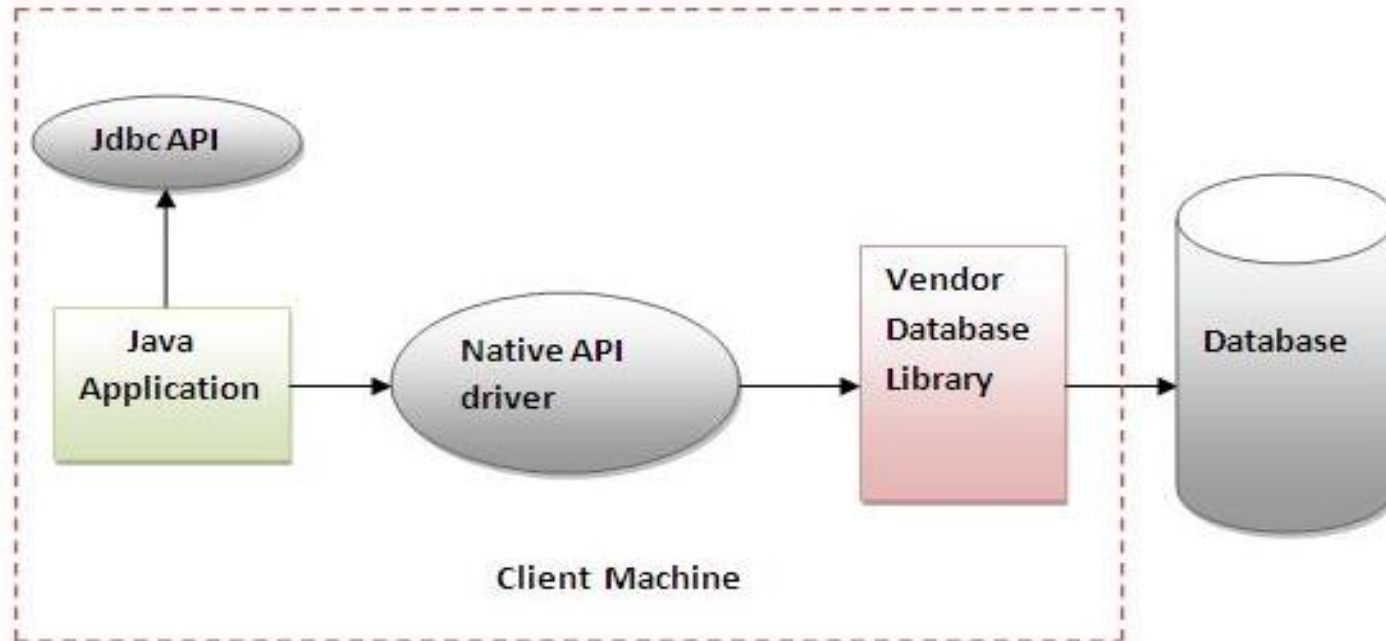 Jdbc API
Java
Application
Native API
driver
Vendor
Database
Library
Database
Client Machine